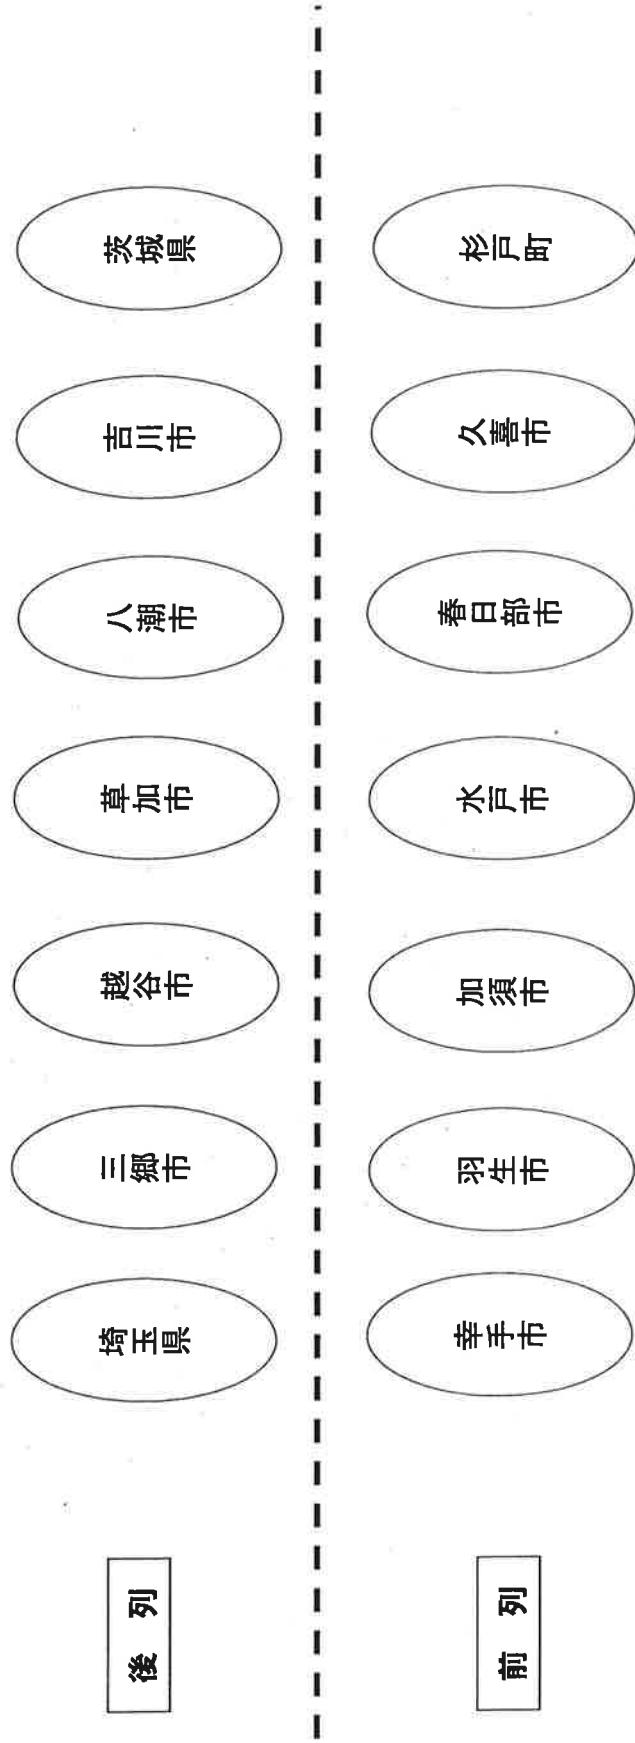 後列
埼玉県
三郷市
越谷市
草加市
八潮市
吉川市
茨城県
前列
幸手市
羽生市
加須市
水戸市
春日部市
久喜市
杉戸町